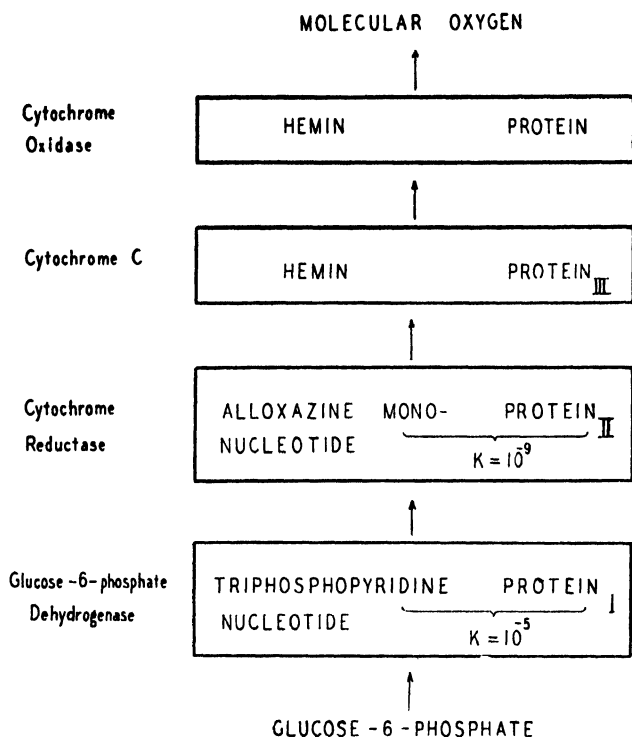 MOLECULAR OXYGEN
Cytochrome
Oxidase
HEMIN PROTEIN
Cytochrome C
HEMIN PROTEIN III
Cytochrome
Reductase
ALLOXAZINE MONO- PROTEIN II
NUCLEOTIDE
K = 10^-9
Glucose-6-phosphate
Dehydrogenase
TRIPHOSPHOPYRIDINE PROTEIN I
NUCLEOTIDE
K = 10^-5
GLUCOSE-6-PHOSPHATE